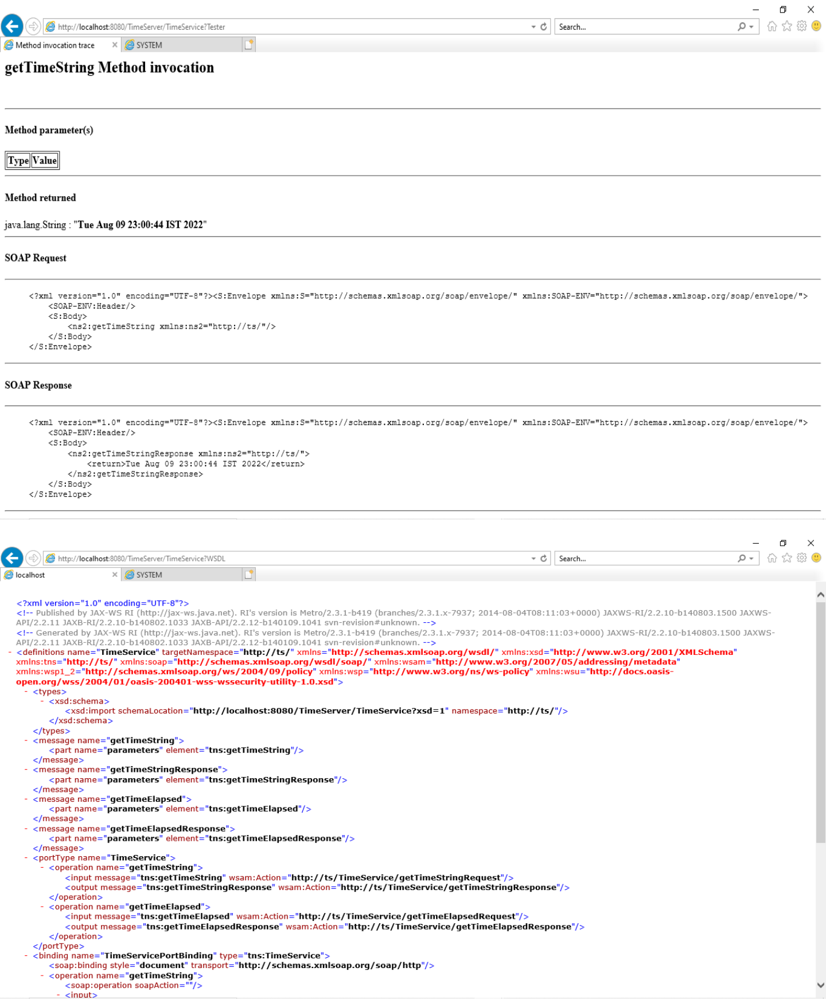 http://localhost:8080/TimeServer/TimeService?Tester
Search...
Method invocation trace
SYSTEM
getTimeString Method invocation
Method parameter(s)
Type Value
Method returned
java.lang.String : "Tue Aug 09 23:00:44 IST 2022"
SOAP Request
<?xml version="1.0" encoding="UTF-8"?><S:Envelope xmlns:S="http://schemas.xmlsoap.org/soap/envelope/" xmlns:SOAP-ENV="http://schemas.xmlsoap.org/soap/envelope/">
<SOAP-ENV:Header/>
<S:Body>
<ns2:getTimeString xmlns:ns2="http://ts/"/>
</S:Body>
</S:Envelope>
SOAP Response
<?xml version="1.0" encoding="UTF-8"?><S:Envelope xmlns:S="http://schemas.xmlsoap.org/soap/envelope/" xmlns:SOAP-ENV="http://schemas.xmlsoap.org/soap/envelope/">
<SOAP-ENV:Header/>
<S:Body>
<ns2:getTimeStringResponse xmlns:ns2="http://ts/">
<return>Tue Aug 09 23:00:44 IST 2022</return>
</ns2:getTimeStringResponse>
</S:Body>
</S:Envelope>
http://localhost:8080/TimeServer/TimeService?WSDL
Search...
localhost
SYSTEM
<?xml version="1.0" encoding="UTF-8"?>
<!-- Published by JAX-WS RI (http://jax-ws.java.net). RI's version is Metro/2.3.1-b419 (branches/2.3.1.x-7937; 2014-08-04T08:11:03+0000) JAXWS-RI/2.2.10-b140803.1500 JAXWS-
API/2.2.11 JAXB-RI/2.2.10-b140802.1033 JAXB-API/2.2.12-b140109.1041 svn-revision#unknown. -->
<!-- Generated by JAX-WS RI (http://jax-ws.java.net). RI's version is Metro/2.3.1-b419 (branches/2.3.1.x-7937; 2014-08-04T08:11:03+0000) JAXWS-RI/2.2.10-b140803.1500 JAXWS-
API/2.2.11 JAXB-RI/2.2.10-b140802.1033 JAXB-API/2.2.12-b140109.1041 svn-revision#unknown. -->
- <definitions name="TimeService" targetNamespace="http://ts/" xmlns="http://schemas.xmlsoap.org/wsdl/" xmlns:xsd="http://www.w3.org/2001/XMLSchema"
xmlns:tns="http://ts/" xmlns:soap="http://schemas.xmlsoap.org/wsdl/soap/" xmlns:wsam="http://www.w3.org/2007/05/addressing/metadata"
xmlns:wsp1_2="http://schemas.xmlsoap.org/ws/2004/09/policy" xmlns:wsp="http://www.w3.org/ns/ws-policy" xmlns:wsu="http://docs.oasis-
open.org/wss/2004/01/oasis-200401-wss-wssecurity-utility-1.0.xsd">
- <types>
- <xsd:schema>
<xsd:import schemaLocation="http://localhost:8080/TimeServer/TimeService?xsd=1" namespace="http://ts/"/>
</xsd:schema>
</types>
- <message name="getTimeString">
<part name="parameters" element="tns:getTimeString"/>
</message>
- <message name="getTimeStringResponse">
<part name="parameters" element="tns:getTimeStringResponse"/>
</message>
- <message name="getTimeElapsed">
<part name="parameters" element="tns:getTimeElapsed"/>
</message>
- <message name="getTimeElapsedResponse">
<part name="parameters" element="tns:getTimeElapsedResponse"/>
</message>
- <portType name="TimeService">
- <operation name="getTimeString">
<input message="tns:getTimeString" wsam:Action="http://ts/TimeService/getTimeStringRequest"/>
<output message="tns:getTimeStringResponse" wsam:Action="http://ts/TimeService/getTimeStringResponse"/>
</operation>
- <operation name="getTimeElapsed">
<input message="tns:getTimeElapsed" wsam:Action="http://ts/TimeService/getTimeElapsedRequest"/>
<output message="tns:getTimeElapsedResponse" wsam:Action="http://ts/TimeService/getTimeElapsedResponse"/>
</operation>
</portType>
- <binding name="TimeServicePortBinding" type="tns:TimeService">
<soap:binding style="document" transport="http://schemas.xmlsoap.org/soap/http"/>
- <operation name="getTimeString">
<soap:operation soapAction=""/>
- <input>